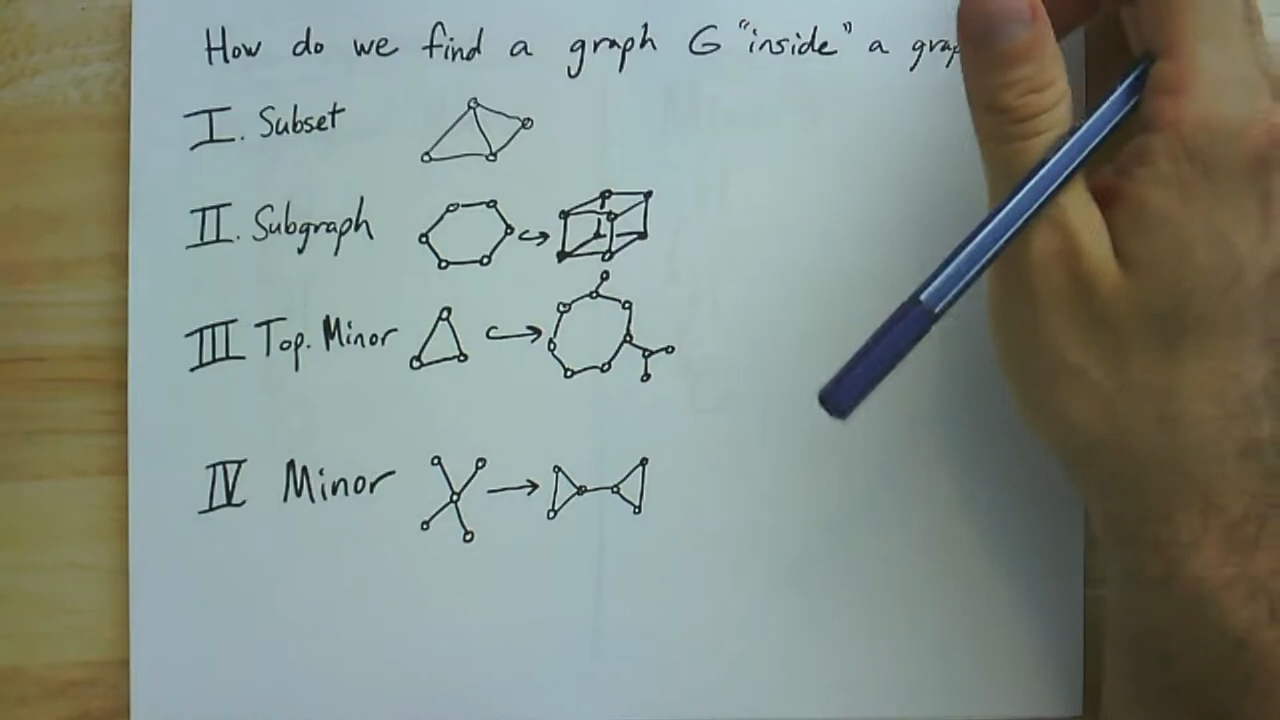 How do we find a graph G "inside" a
I. Subset
II. Subgraph
III Top. Minor
IV Minor